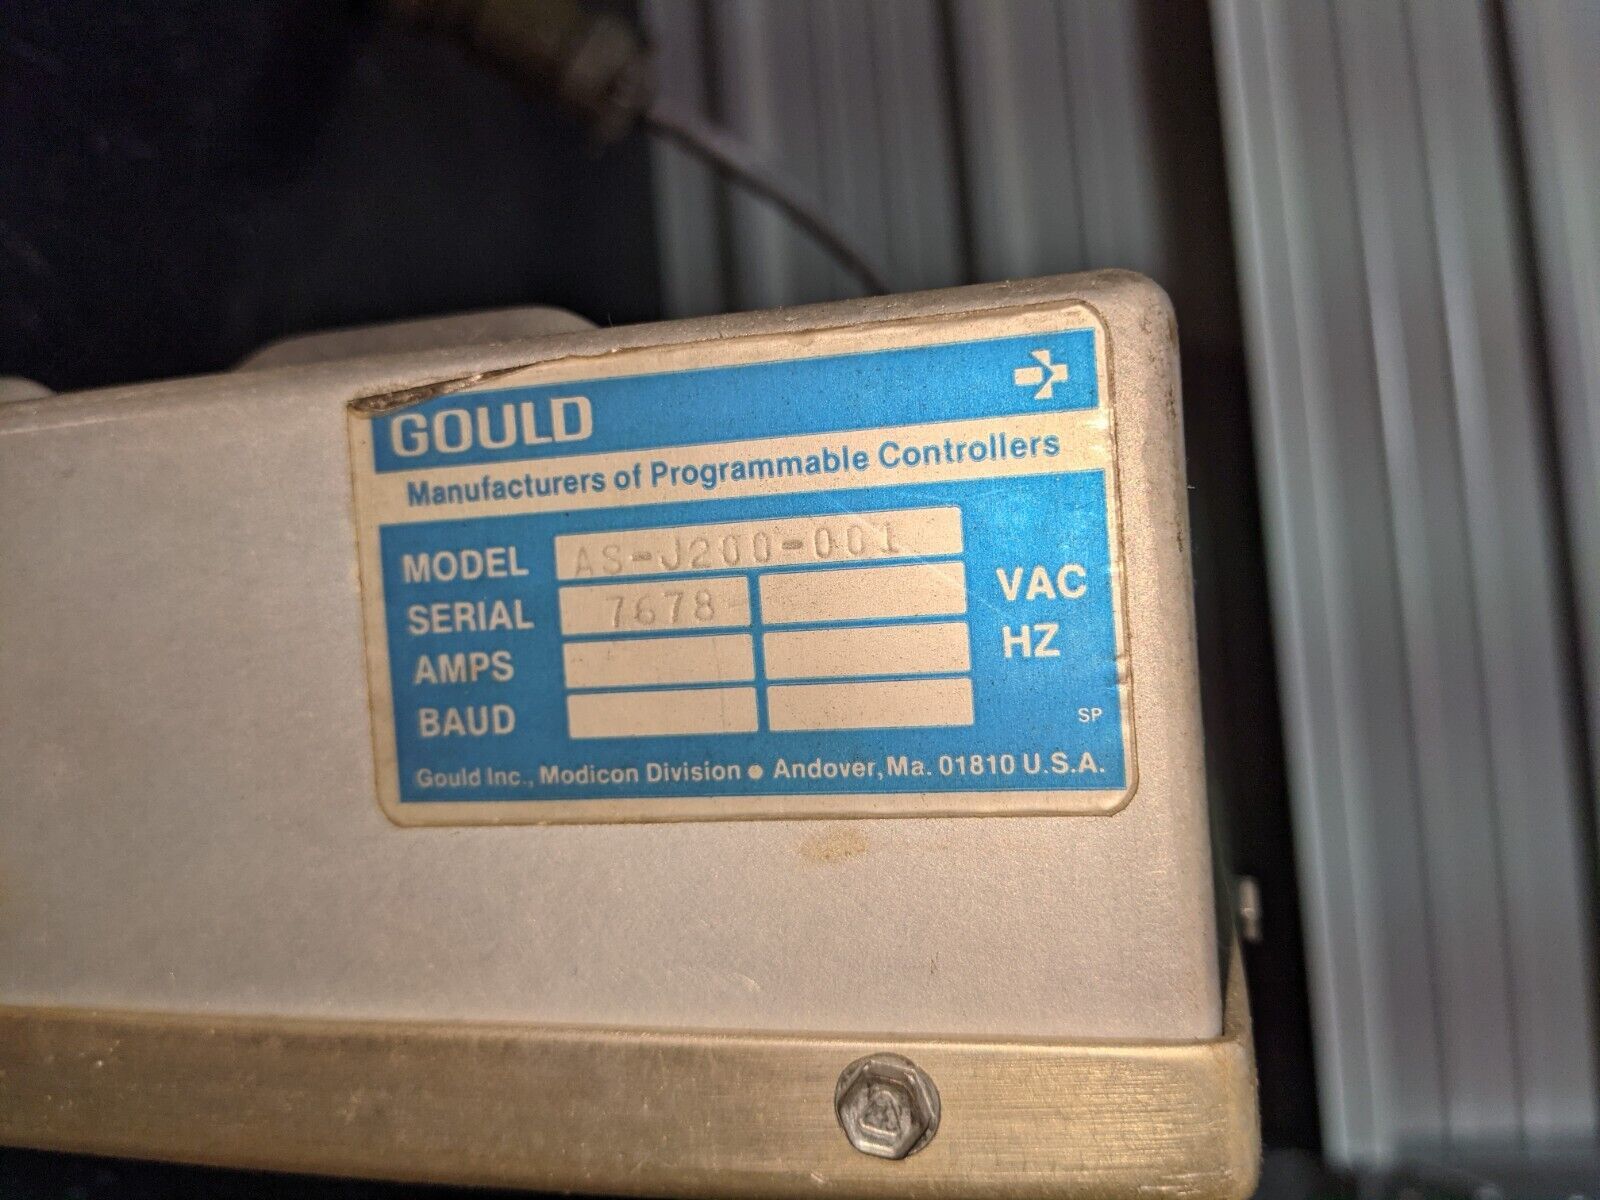 GOULD
Manufacturers of Programmable Controllers
MODEL AS-J200-001
SERIAL 7678 VAC
AMPS HZ
BAUD
SP
Gould Inc., Modicon Division ● Andover, Ma. 01810 U.S.A.